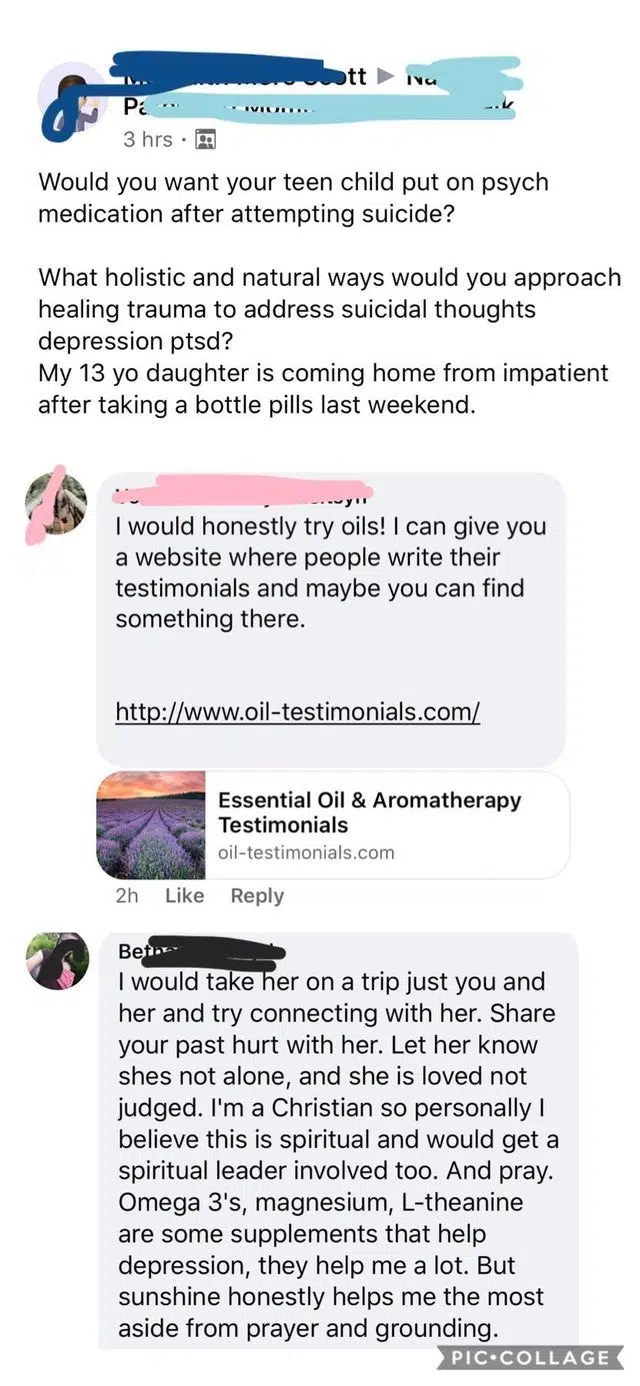 3 hrs ·
Would you want your teen child put on psych
medication after attempting suicide?
What holistic and natural ways would you approach
healing trauma to address suicidal thoughts
depression ptsd?
My 13 yo daughter is coming home from impatient
after taking a bottle pills last weekend.
I would honestly try oils! I can give you
a website where people write their
testimonials and maybe you can find
something there.
http://www.oil-testimonials.com/
Essential Oil & Aromatherapy
Testimonials
oil-testimonials.com
2h Like Reply
I would take her on a trip just you and
her and try connecting with her. Share
your past hurt with her. Let her know
shes not alone, and she is loved not
judged. I'm a Christian so personally I
believe this is spiritual and would get a
spiritual leader involved too. And pray.
Omega 3's, magnesium, L-theanine
are some supplements that help
depression, they help me a lot. But
sunshine honestly helps me the most
aside from prayer and grounding.
PIC•COLLAGE